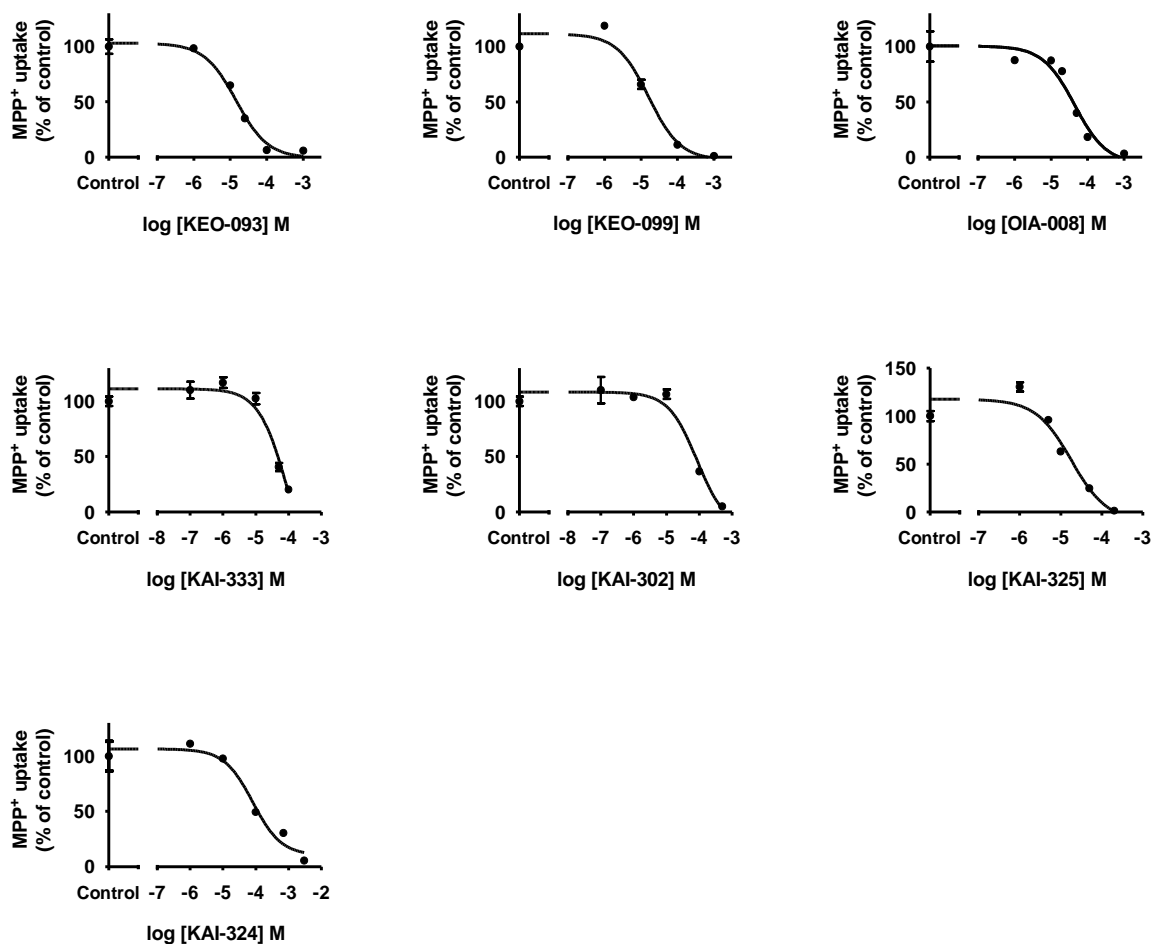 MPP+ uptake
(% of control)
100
50
0
Control -7 -6 -5 -4 -3
log [KEO-093] M
MPP+ uptake
(% of control)
100
50
0
Control -7 -6 -5 -4 -3
log [KEO-099] M
MPP+ uptake
(% of control)
100
50
0
Control -7 -6 -5 -4 -3
log [OIA-008] M
MPP+ uptake
(% of control)
100
50
0
Control -8 -7 -6 -5 -4 -3
log [KAI-333] M
MPP+ uptake
(% of control)
100
50
0
Control -8 -7 -6 -5 -4 -3
log [KAI-302] M
MPP+ uptake
(% of control)
150
100
50
0
Control -7 -6 -5 -4 -3
log [KAI-325] M
MPP+ uptake
(% of control)
100
50
0
Control -7 -6 -5 -4 -3 -2
log [KAI-324] M